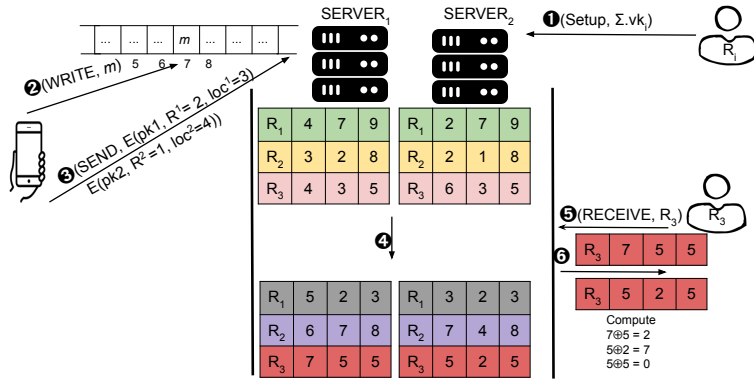 SERVER₁ SERVER₂
❶(Setup, Σ.vkᵢ)
Rᵢ
... ... m ... ... ...
5 6 7 8
❷(WRITE, m)
❸(SEND, E(pk1, R¹= 2, loc¹=3)
E(pk2, R²=1, loc²=4))
R₁ 4 7 9 R₁ 2 7 9
R₂ 3 2 8 R₂ 2 1 8
R₃ 4 3 5 R₃ 6 3 5
❹
❺(RECEIVE, R₃)
R₃
❻
R₃ 7 5 5
R₃ 5 2 5
Compute
7⊕5 = 2
5⊕2 = 7
5⊕5 = 0
R₁ 5 2 3 R₁ 3 2 3
R₂ 6 7 8 R₂ 7 4 8
R₃ 7 5 5 R₃ 5 2 5